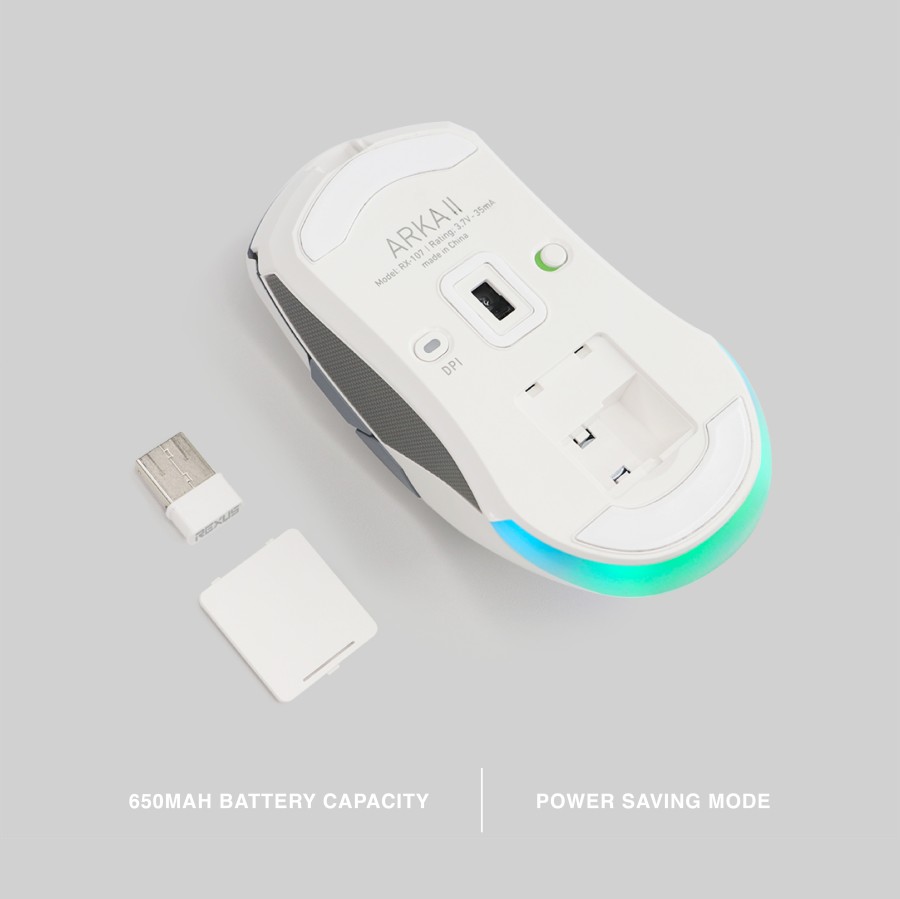 ARKA II
Model: RX-107 | Rating: 3.7V - 35mA
made in China
DPI
REXUS
650MAH BATTERY CAPACITY
POWER SAVING MODE